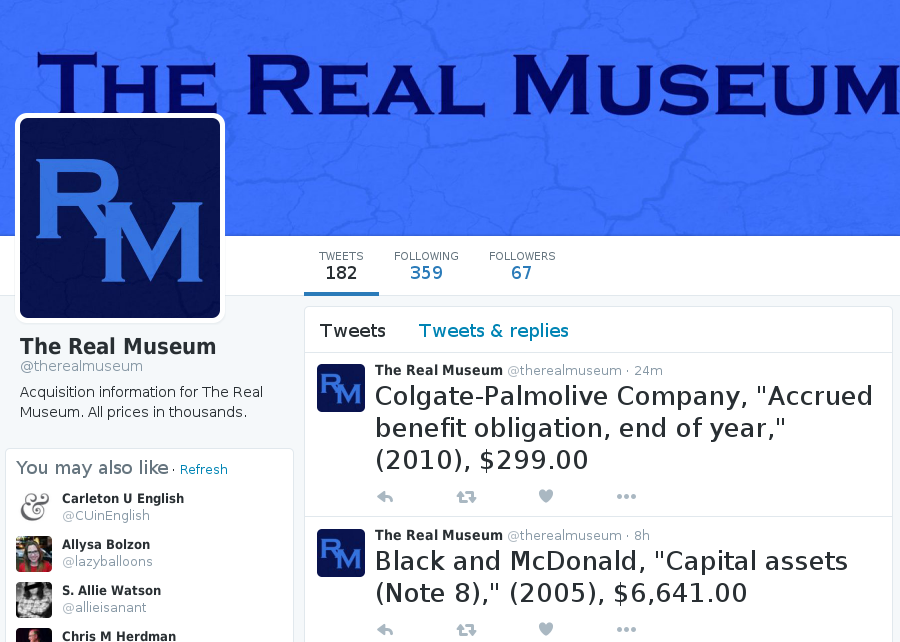 THE REAL MUSEUM
RM
TWEETS
182
FOLLOWING
359
FOLLOWERS
67
The Real Museum
@therealmuseum
Acquisition information for The Real
Museum. All prices in thousands.
You may also like · Refresh
Carleton U English
@CUinEnglish
Allysa Bolzon
@lazyballoons
S. Allie Watson
@allieisanant
Chris M Herdman
Tweets
Tweets & replies
RM
The Real Museum @therealmuseum · 24m
Colgate-Palmolive Company, "Accrued
benefit obligation, end of year,"
(2010), $299.00
RM
The Real Museum @therealmuseum · 8h
Black and McDonald, "Capital assets
(Note 8)," (2005), $6,641.00